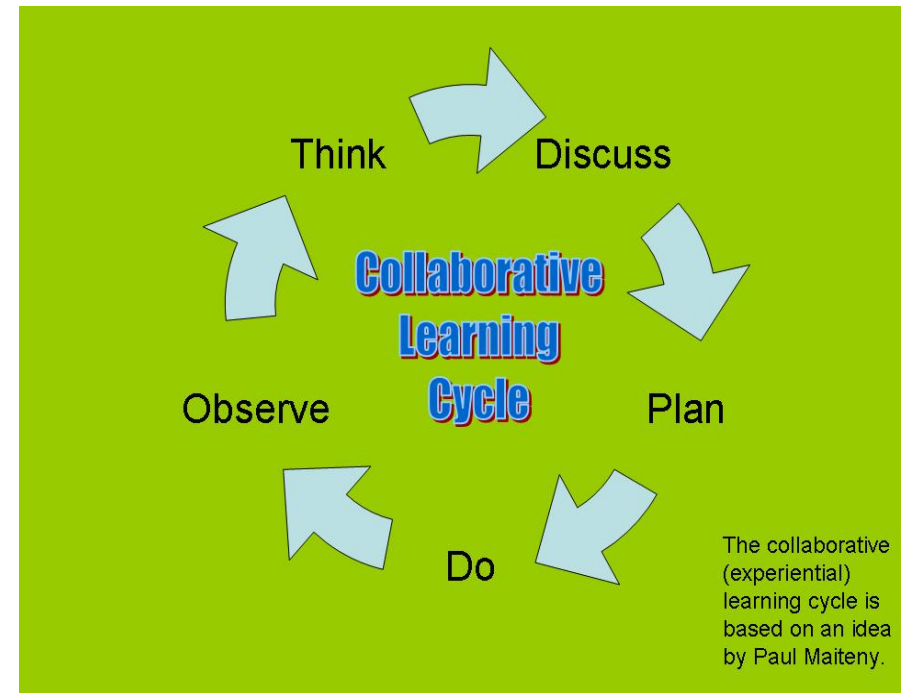 Think
Discuss
Collaborative
Learning
Cycle
Observe
Plan
Do
The collaborative
(experiential)
learning cycle is
based on an idea
by Paul Maiteny.